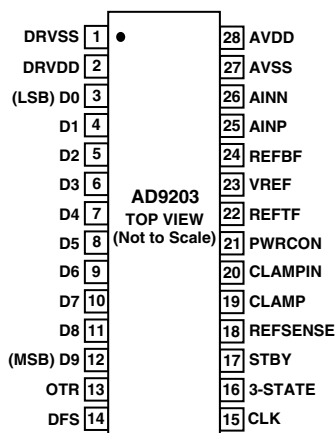 DRVSS 1
DRVDD 2
(LSB) D0 3
D1 4
D2 5
D3 6
D4 7
D5 8
D6 9
D7 10
D8 11
(MSB) D9 12
OTR 13
DFS 14
AD9203
TOP VIEW
(Not to Scale)
28 AVDD
27 AVSS
26 AINN
25 AINP
24 REFBF
23 VREF
22 REFTF
21 PWRCON
20 CLAMPIN
19 CLAMP
18 REFSENSE
17 STBY
16 3-STATE
15 CLK